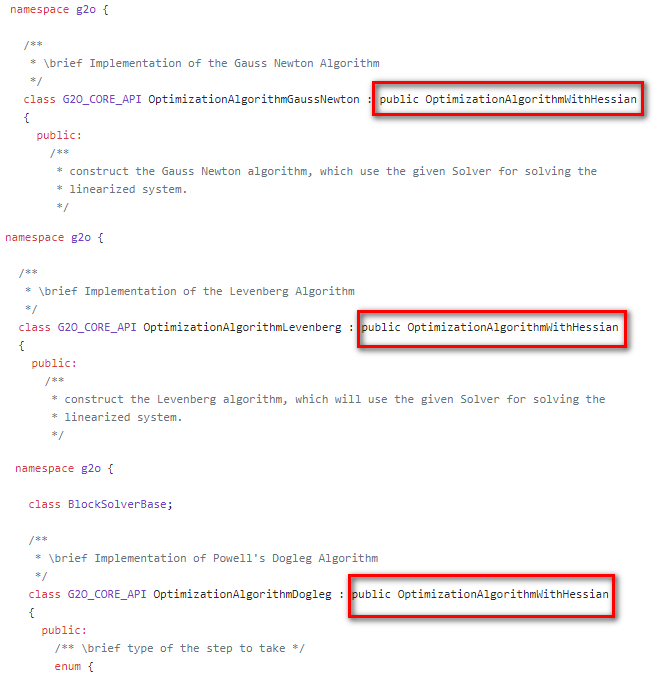 namespace g2o {
/**
* \brief Implementation of the Gauss Newton Algorithm
*/
class G2O_CORE_API OptimizationAlgorithmGaussNewton : public OptimizationAlgorithmWithHessian
{
public:
/**
* construct the Gauss Newton algorithm, which use the given Solver for solving the
* linearized system.
*/
namespace g2o {
/**
* \brief Implementation of the Levenberg Algorithm
*/
class G2O_CORE_API OptimizationAlgorithmLevenberg : public OptimizationAlgorithmWithHessian
{
public:
/**
* construct the Levenberg algorithm, which will use the given Solver for solving the
* linearized system.
*/
namespace g2o {
class BlockSolverBase;
/**
* \brief Implementation of Powell's Dogleg Algorithm
*/
class G2O_CORE_API OptimizationAlgorithmDogleg : public OptimizationAlgorithmWithHessian
{
public:
/** \brief type of the step to take */
enum {